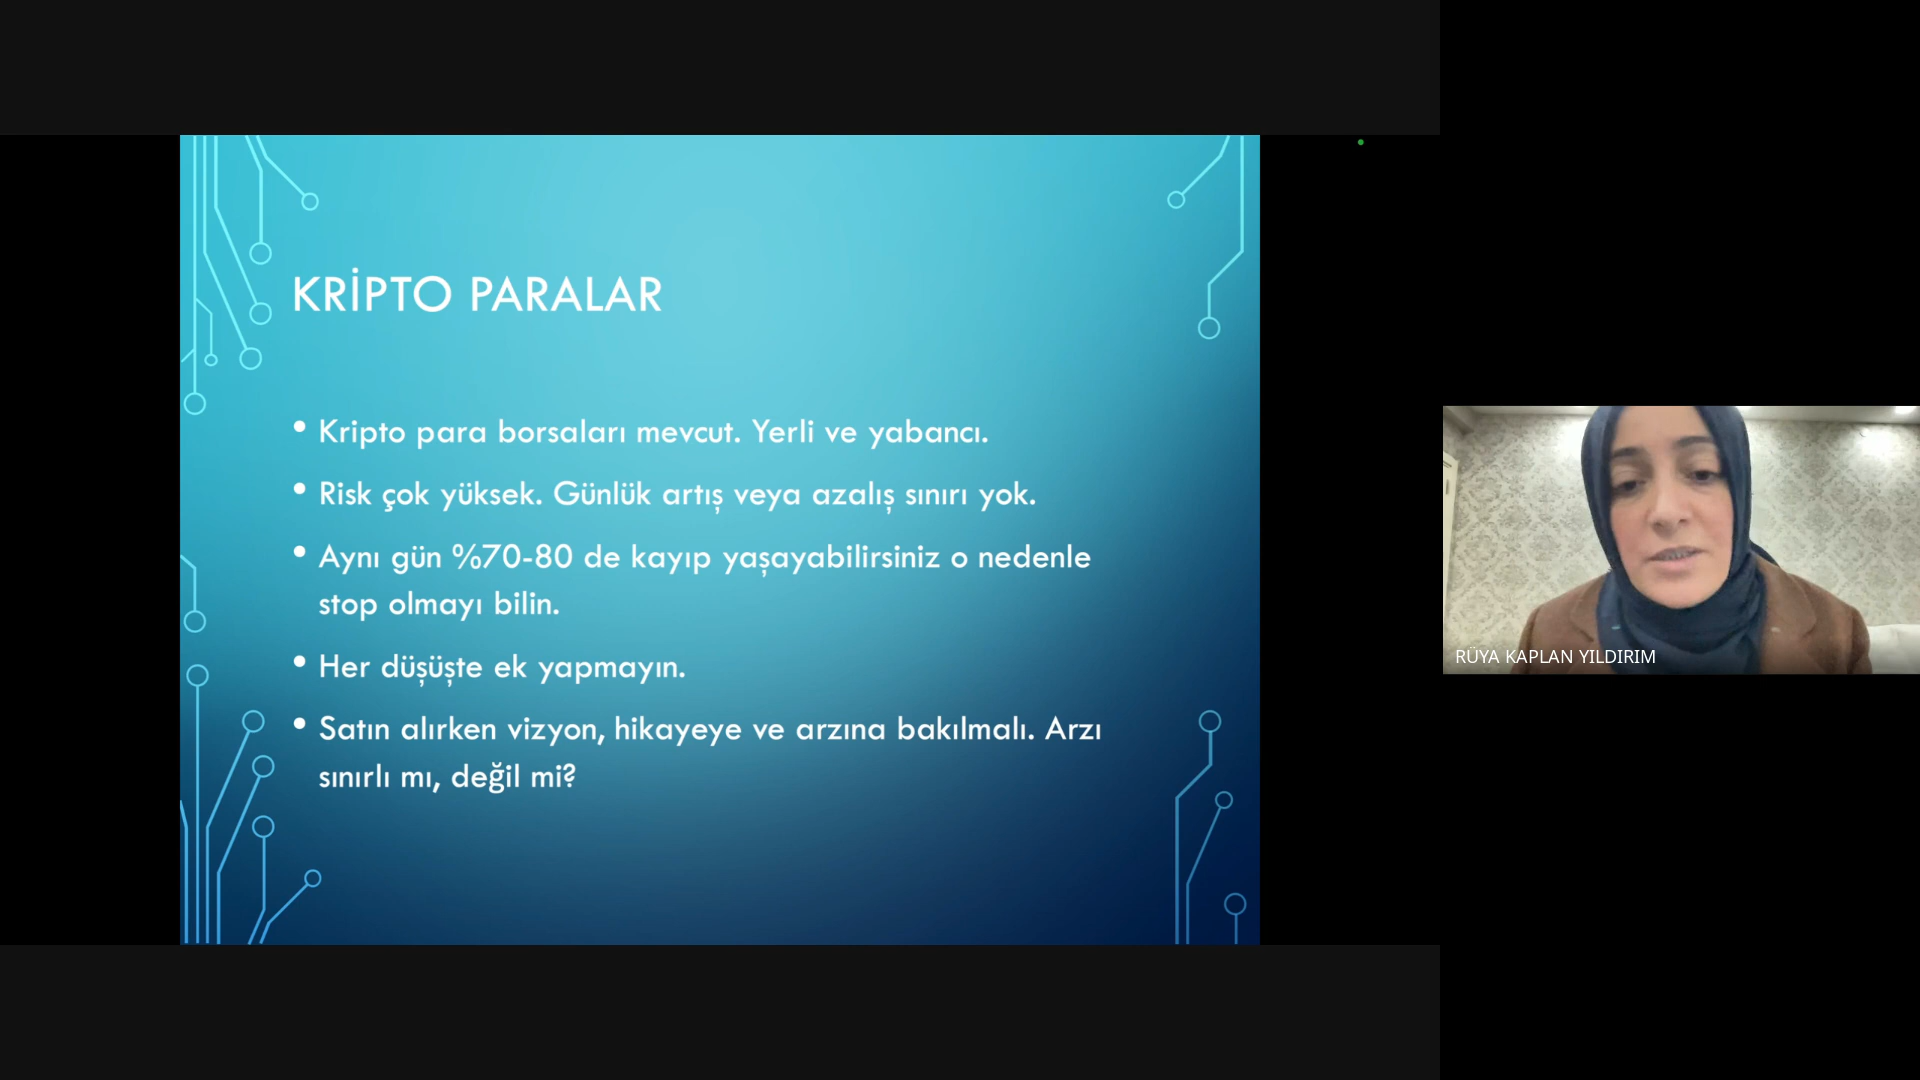 KRİPTO PARALAR
• Kripto para borsaları mevcut. Yerli ve yabancı.
• Risk çok yüksek. Günlük artış veya azalış sınırı yok.
• Aynı gün %70-80 de kayıp yaşayabilirsiniz o nedenle
stop olmayı bilin.
• Her düşüşte ek yapmayın.
• Satın alırken vizyon, hikayeye ve arzına bakılmalı. Arzı
sınırlı mı, değil mi?
RÜYA KAPLAN YILDIRIM